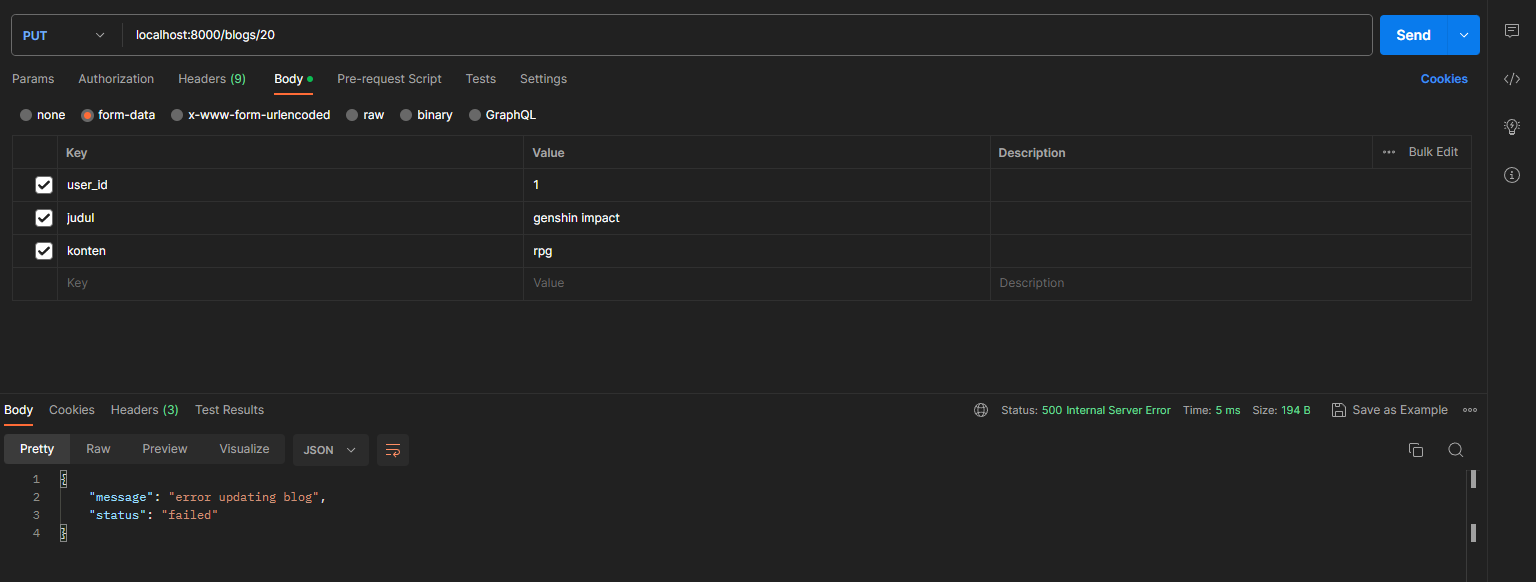 PUT localhost:8000/blogs/20 Send
Params Authorization Headers (9) Body Pre-request Script Tests Settings Cookies
none form-data x-www-form-urlencoded raw binary GraphQL
Key Value Description ••• Bulk Edit
user_id 1
judul genshin impact
konten rpg
Key Value Description
Body Cookies Headers (3) Test Results Status: 500 Internal Server Error Time: 5 ms Size: 194 B Save as Example
Pretty Raw Preview Visualize JSON
1 {
2 "message": "error updating blog",
3 "status": "failed"
4 }